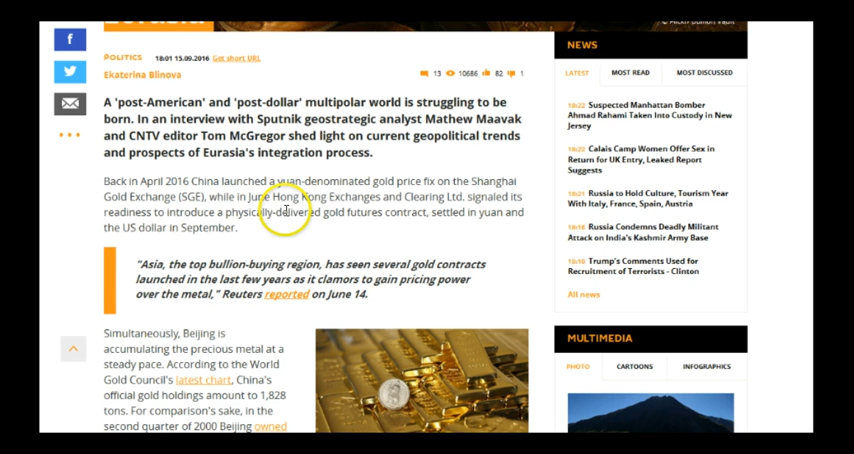 POLITICS 18:01 15.09.2016 Get short URL
Ekaterina Blinova
13 10686 82 1
A 'post-American' and 'post-dollar' multipolar world is struggling to be
born. In an interview with Sputnik geostrategic analyst Mathew Maavak
and CNTV editor Tom McGregor shed light on current geopolitical trends
and prospects of Eurasia's integration process.
Back in April 2016 China launched a yuan-denominated gold price fix on the Shanghai
Gold Exchange (SGE), while in June Hong Kong Exchanges and Clearing Ltd. signaled its
readiness to introduce a physically-delivered gold futures contract, settled in yuan and
the US dollar in September.
"Asia, the top bullion-buying region, has seen several gold contracts
launched in the last few years as it clamors to gain pricing power
over the metal," Reuters reported on June 14.
Simultaneously, Beijing is
accumulating the precious metal at a
steady pace. According to the World
Gold Council's latest chart, China's
official gold holdings amount to 1,828
tons. For comparison's sake, in the
second quarter of 2000 Beijing owned
NEWS
LATEST MOST READ MOST DISCUSSED
18:22 Suspected Manhattan Bomber
Ahmad Rahami Taken Into Custody in New
Jersey
18:22 Calais Camp Women Offer Sex in
Return for UK Entry, Leaked Report
Suggests
18:21 Russia to Hold Culture, Tourism Year
With Italy, France, Spain, Austria
18:18 Russia Condemns Deadly Militant
Attack on India's Kashmir Army Base
18:10 Trump's Comments Used for
Recruitment of Terrorists - Clinton
All news
MULTIMEDIA
PHOTO CARTOONS INFOGRAPHICS